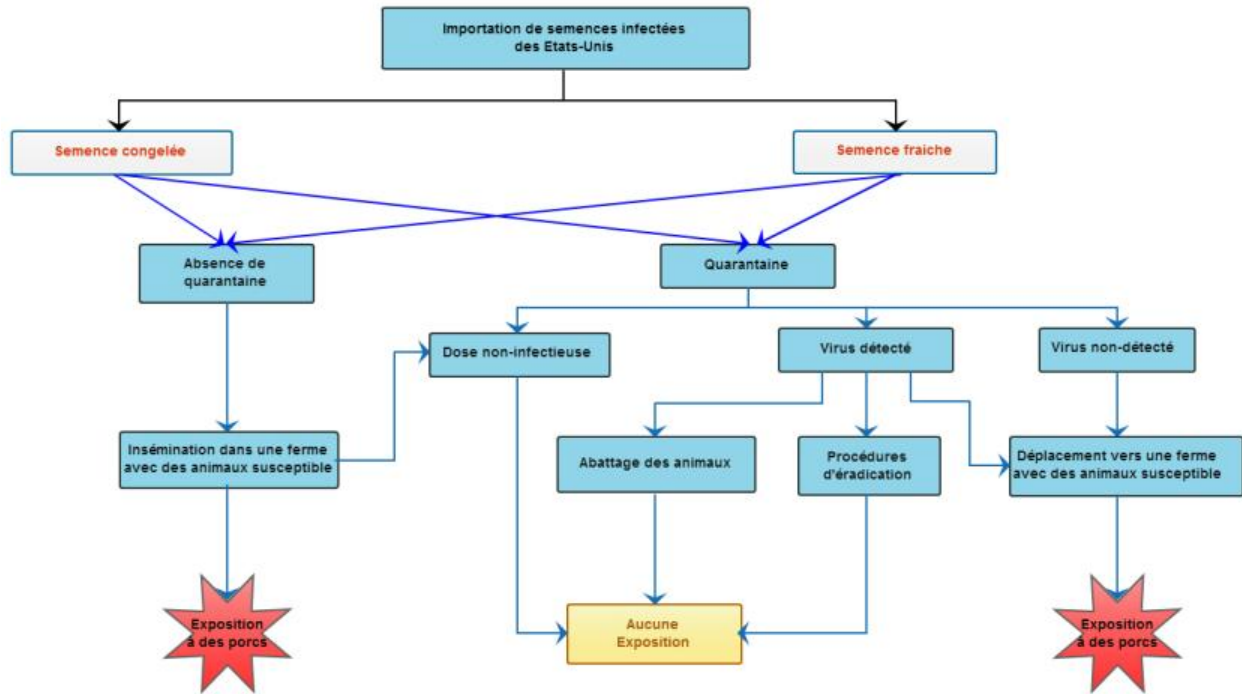 Importation de semences infectées
des Etats-Unis
Semence congelée
Semence fraiche
Absence de
quarantaine
Quarantaine
Dose non-infectieuse
Virus détecté
Virus non-détecté
Insémination dans une ferme
avec des animaux susceptible
Abattage des animaux
Procédures
d'éradication
Déplacement vers une ferme
avec des animaux susceptible
Exposition
à des porcs
Aucune
Exposition
Exposition
à des porcs